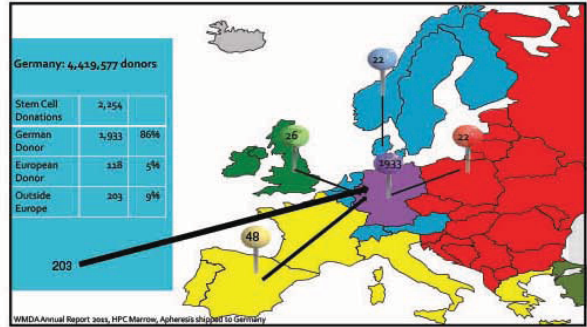 Germany: 4,419,577 donors
Stem Cell Donations 2,254
German Donor 1,933 86%
European Donor 118 5%
Outside Europe 203 9%
22
26
1933
22
48
203
WMDA Annual Report 2011, HPC Marrow, Apheresis shipped to Germany